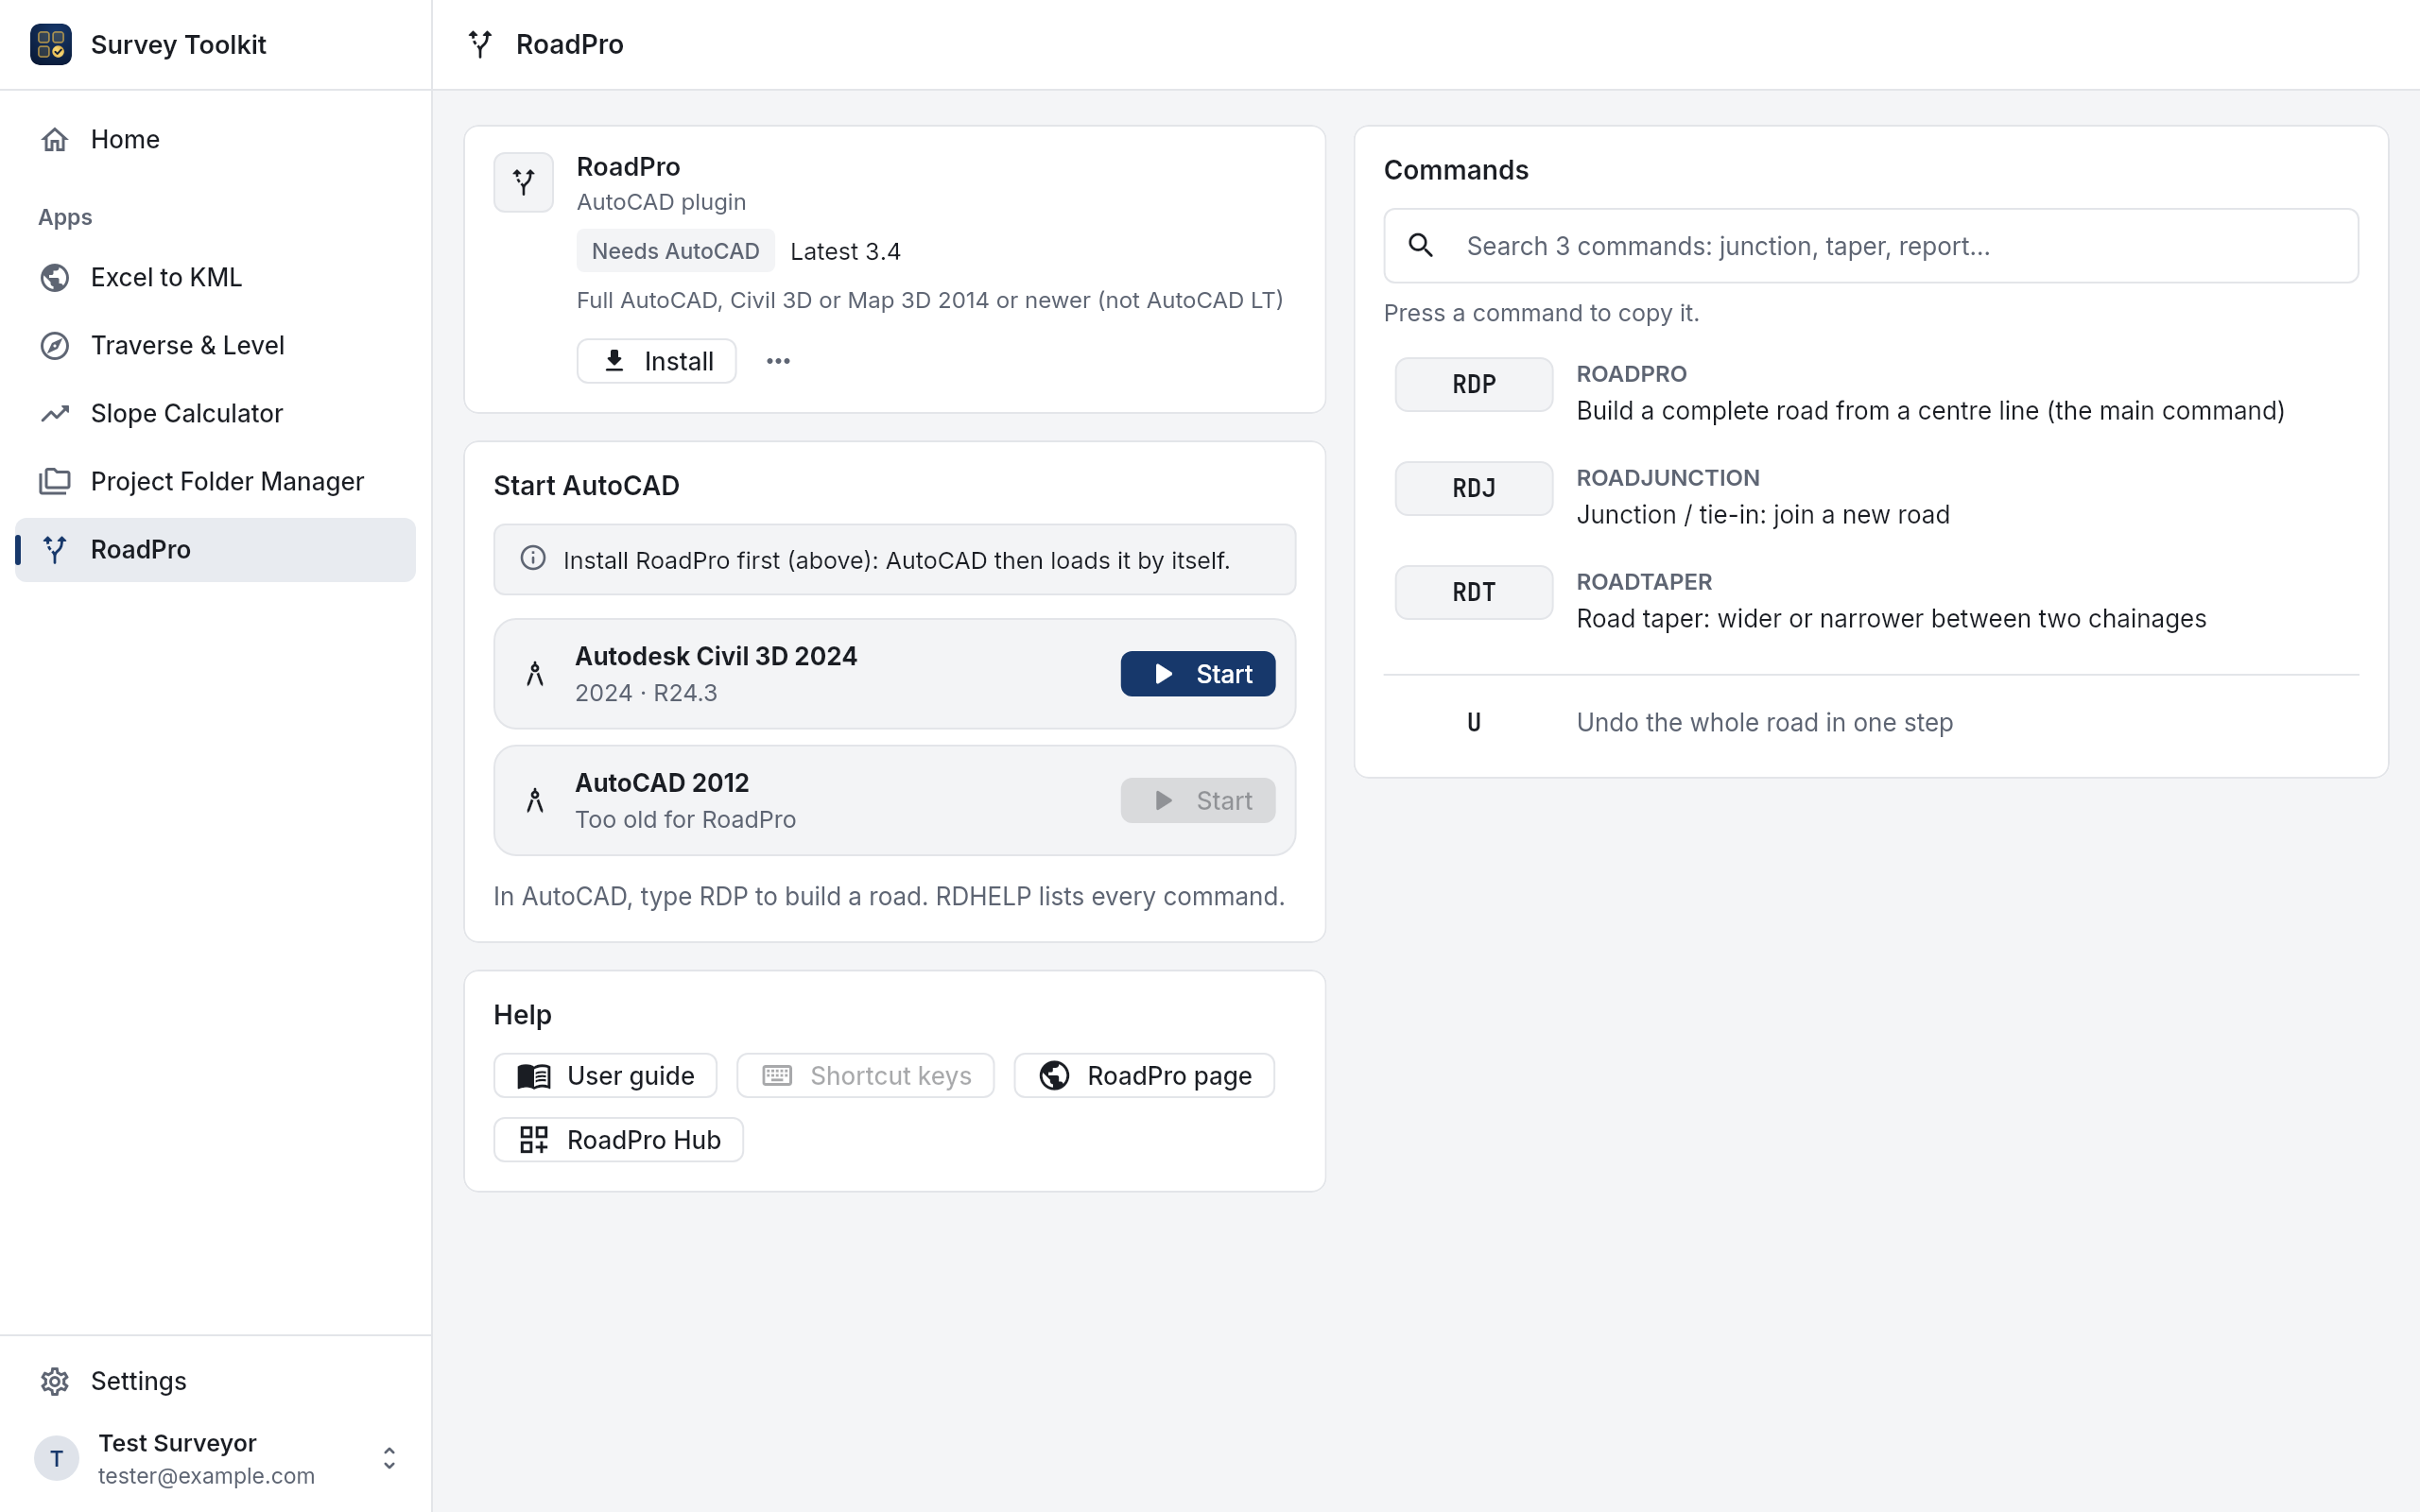 Survey Toolkit
Home
Apps
Excel to KML
Traverse & Level
Slope Calculator
Project Folder Manager
RoadPro
Settings
T
Test Surveyor
tester@example.com
RoadPro
RoadPro
AutoCAD plugin
Needs AutoCAD Latest 3.4
Full AutoCAD, Civil 3D or Map 3D 2014 or newer (not AutoCAD LT)
Install
Start AutoCAD
Install RoadPro first (above): AutoCAD then loads it by itself.
Autodesk Civil 3D 2024
2024 · R24.3
Start
AutoCAD 2012
Too old for RoadPro
Start
In AutoCAD, type RDP to build a road. RDHELP lists every command.
Help
User guide Shortcut keys RoadPro page
RoadPro Hub
Commands
Search 3 commands: junction, taper, report...
Press a command to copy it.
RDP
ROADPRO
Build a complete road from a centre line (the main command)
RDJ
ROADJUNCTION
Junction / tie-in: join a new road
RDT
ROADTAPER
Road taper: wider or narrower between two chainages
U Undo the whole road in one step